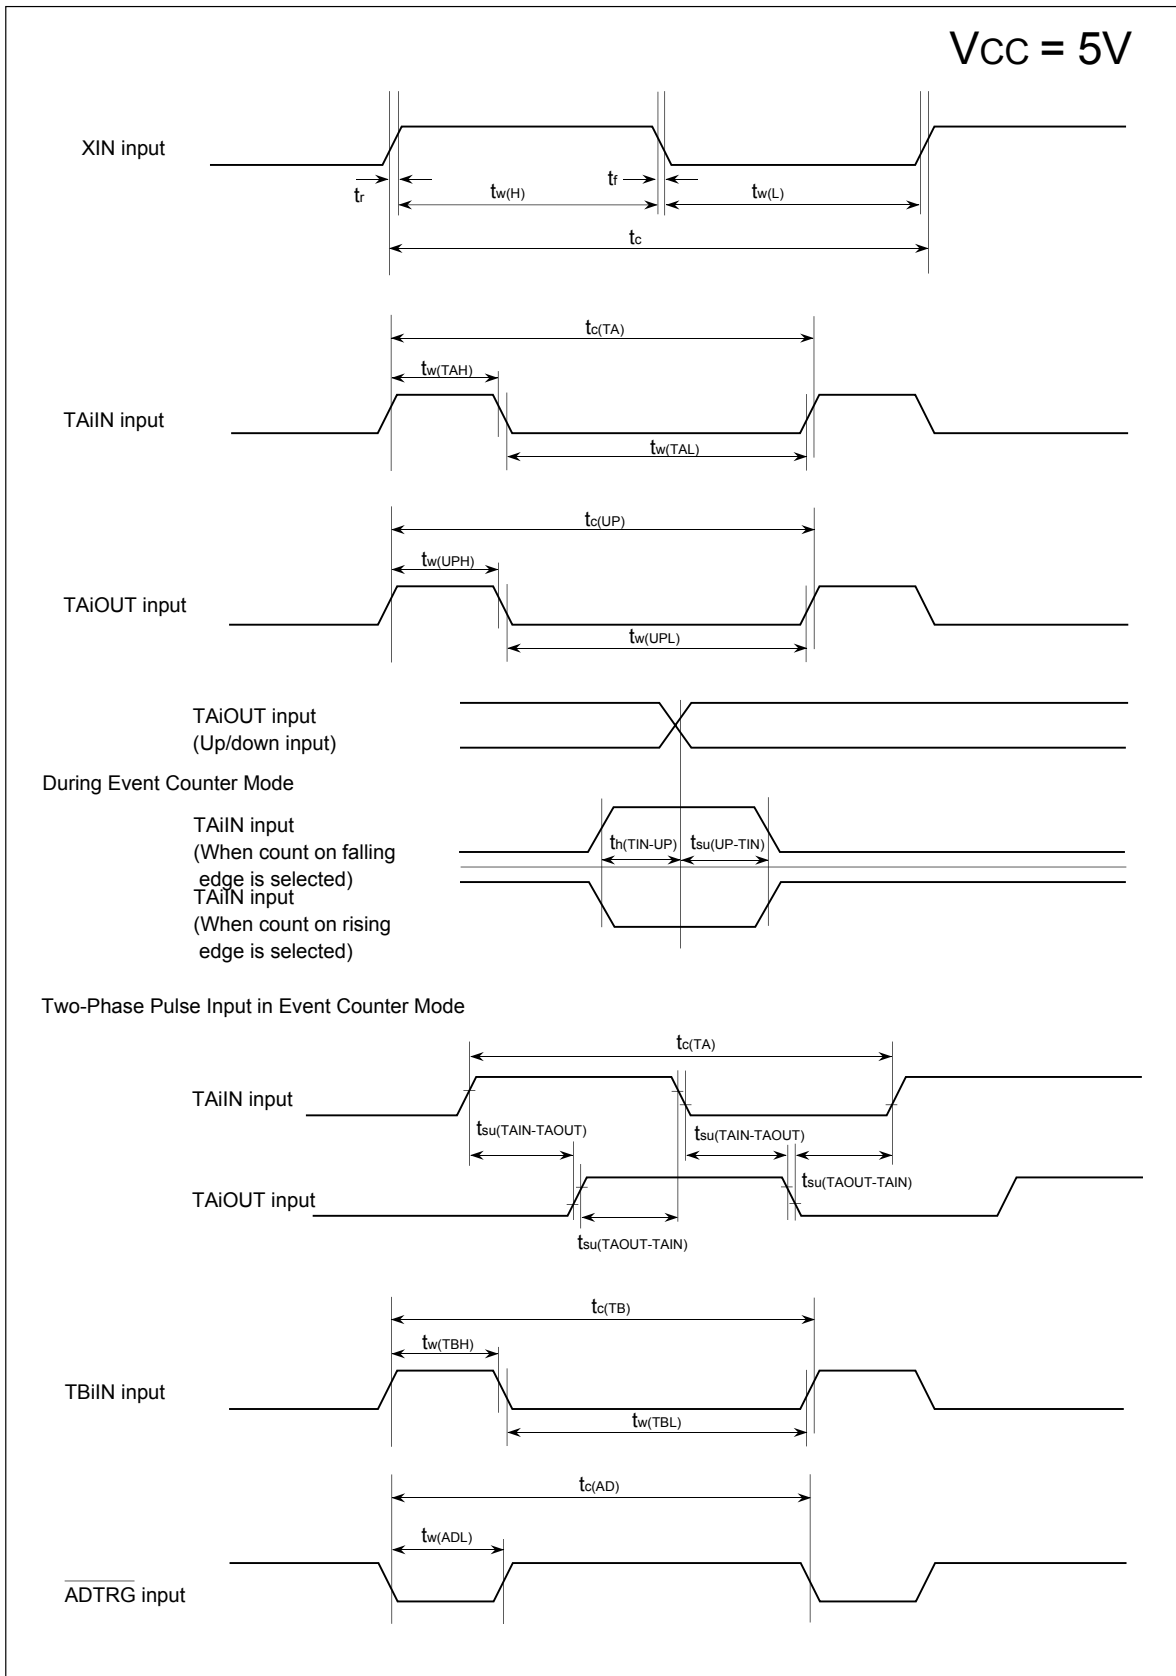 VCC = 5V
XIN input
tr
tw(H)
tf
tw(L)
tc
tc(TA)
tw(TAH)
TAiIN input
tw(TAL)
tc(UP)
tw(UPH)
TAiOUT input
tw(UPL)
TAiOUT input
(Up/down input)
During Event Counter Mode
TAiIN input
(When count on falling
edge is selected)
th(TIN-UP)
tsu(UP-TIN)
TAiIN input
(When count on rising
edge is selected)
Two-Phase Pulse Input in Event Counter Mode
tc(TA)
TAiIN input
tsu(TAIN-TAOUT)
tsu(TAIN-TAOUT)
tsu(TAOUT-TAIN)
TAiOUT input
tsu(TAOUT-TAIN)
tc(TB)
tw(TBH)
TBiIN input
tw(TBL)
tc(AD)
tw(ADL)
ADTRG input